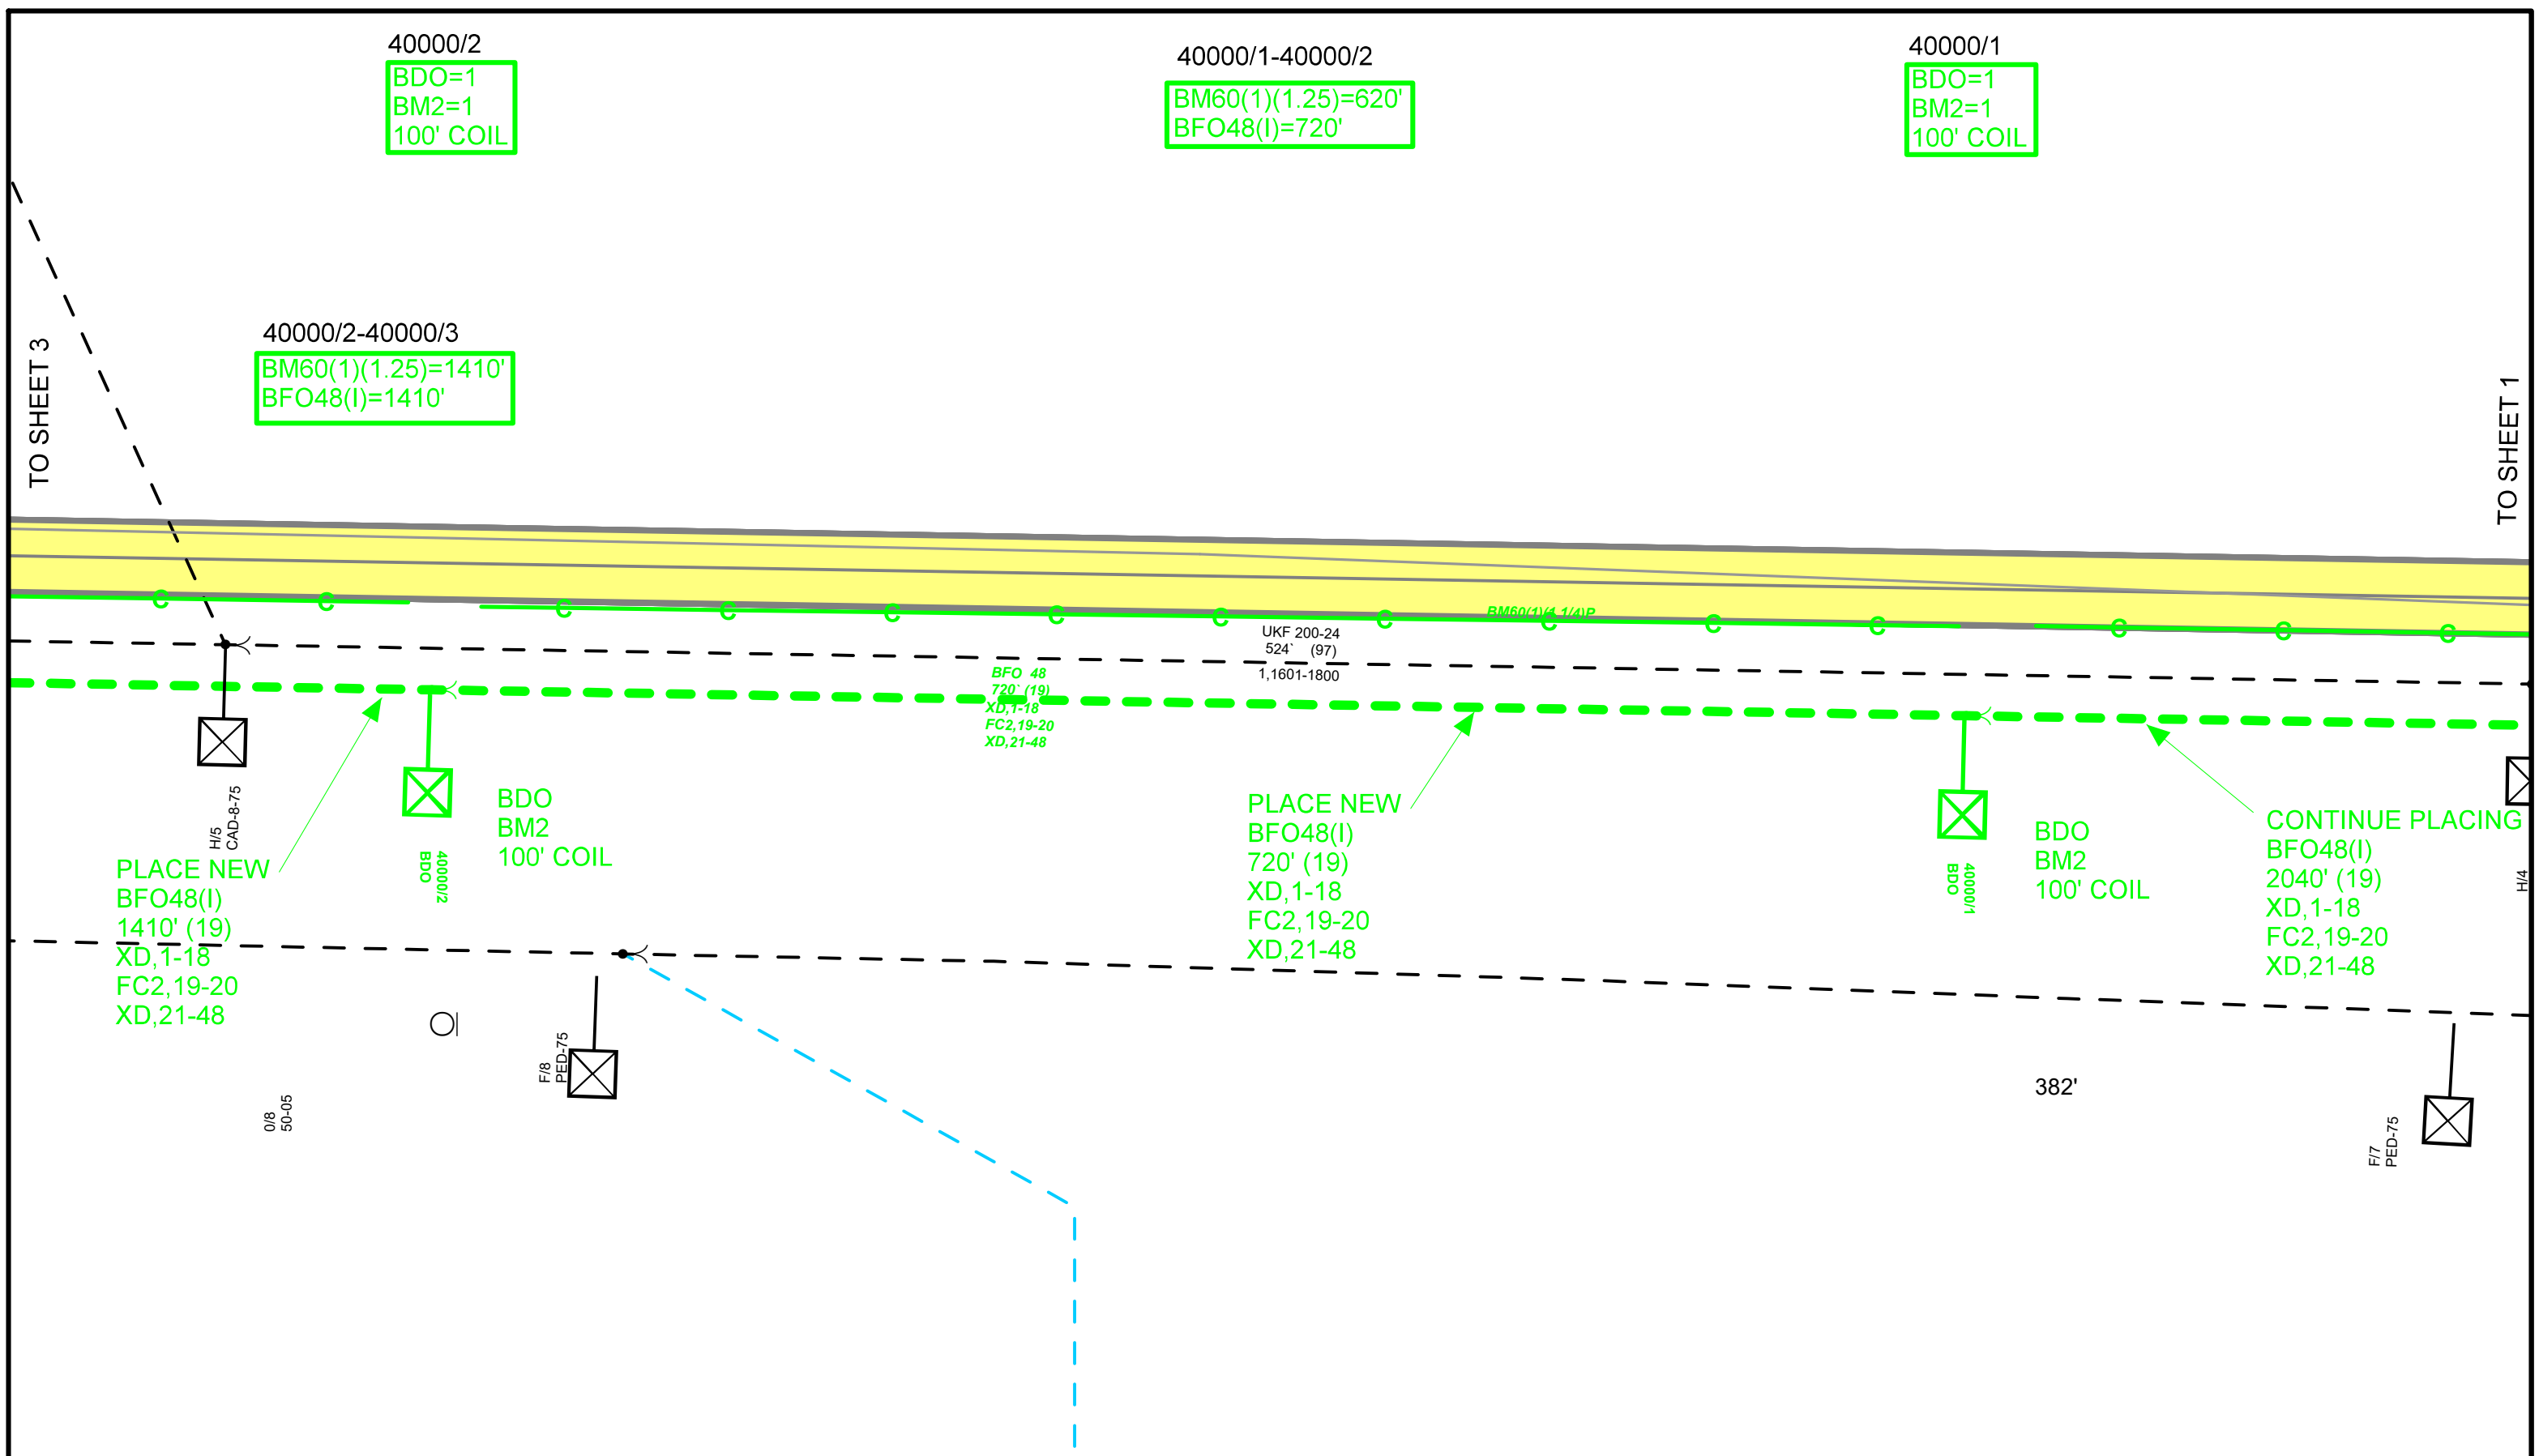 40000/2
BDO=1
BM2=1
100' COIL
40000/1-40000/2
BM60(1)(1.25)=620'
BFO48(I)=720'
40000/1
BDO=1
BM2=1
100' COIL
40000/2-40000/3
BM60(1)(1.25)=1410'
BFO48(I)=1410'
TO SHEET 3
TO SHEET 1
C C C C C C C C C C C C C C
BM60(1)(1 1/4)P
UKF 200-24
524` (97)
1,1601-1800
BFO 48
720` (19)
XD,1-18
FC2,19-20
XD,21-48
H/5
CAD-8-75
PLACE NEW
BFO48(I)
1410' (19)
XD,1-18
FC2,19-20
XD,21-48
40000/2
BDO
BDO
BM2
100' COIL
PLACE NEW
BFO48(I)
720' (19)
XD,1-18
FC2,19-20
XD,21-48
40000/1
BDO
BDO
BM2
100' COIL
CONTINUE PLACING
BFO48(I)
2040' (19)
XD,1-18
FC2,19-20
XD,21-48
H/4
0/8
50-05
F/8
PED-75
382'
F/7
PED-75